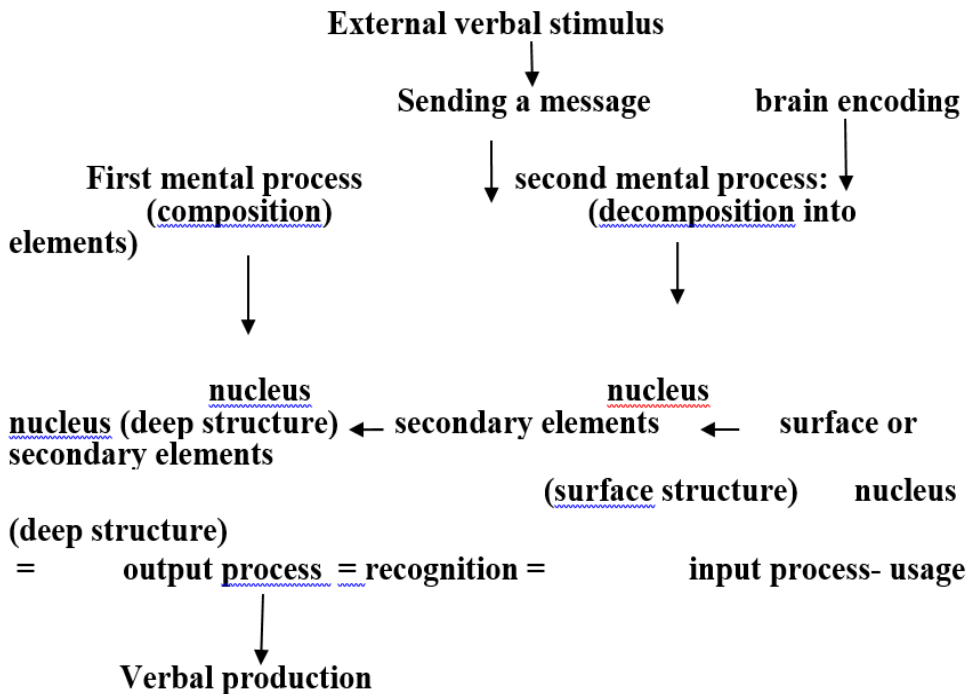 External verbal stimulus
Sending a message brain encoding
First mental process second mental process:
(composition) (decomposition into
elements)
nucleus nucleus
nucleus (deep structure) secondary elements surface or
secondary elements
(surface structure) nucleus
(deep structure)
= output process = recognition = input process- usage
Verbal production